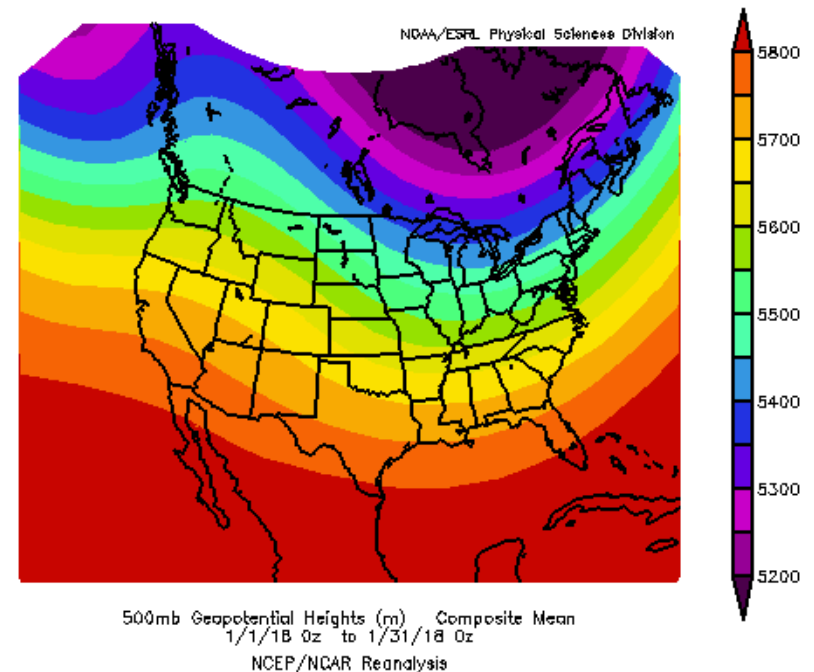 NOAA/ESRL Physical Sciences Division
5800
5700
5600
5500
5400
5300
5200
500mb Geopotential Heights (m) Composite Mean
1/1/18 0z to 1/31/18 0z
NCEP/NCAR Reanalysis